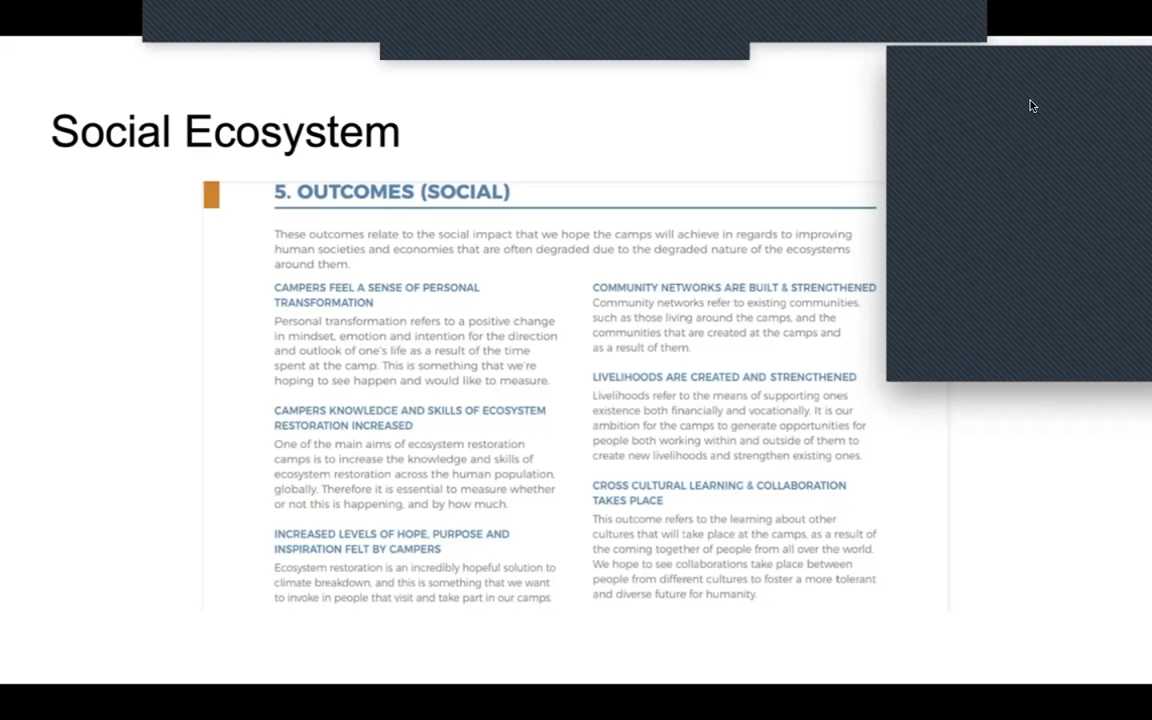 Social Ecosystem
5. OUTCOMES (SOCIAL)
These outcomes relate to the social impact that we hope the camps will achieve in regards to improving
human societies and economies that are often degraded due to the degraded nature of the ecosystems
around them.
CAMPERS FEEL A SENSE OF PERSONAL
TRANSFORMATION
Personal transformation refers to a positive change
in mindset, emotion and intention for the direction
and outlook of one's life as a result of the time
spent at the camp. This is something that we're
hoping to see happen and would like to measure.
CAMPERS KNOWLEDGE AND SKILLS OF ECOSYSTEM
RESTORATION INCREASED
One of the main aims of ecosystem restoration
camps is to increase the knowledge and skills of
ecosystem restoration across the human population,
globally. Therefore it is essential to measure whether
or not this is happening, and by how much.
INCREASED LEVELS OF HOPE, PURPOSE AND
INSPIRATION FELT BY CAMPERS
Ecosystem restoration is an incredibly hopeful solution to
climate breakdown, and this is something that we want
to invoke in people that visit and take part in our camps.
COMMUNITY NETWORKS ARE BUILT & STRENGTHENED
Community networks refer to existing communities,
such as those living around the camps, and the
communities that are created at the camps and
as a result of them.
LIVELIHOODS ARE CREATED AND STRENGTHENED
Livelihoods refer to the means of supporting ones
existence both financially and vocationally. It is our
ambition for the camps to generate opportunities for
people both working within and outside of them to
create new livelihoods and strengthen existing ones.
CROSS CULTURAL LEARNING & COLLABORATION
TAKES PLACE
This outcome refers to the learning about other
cultures that will take place at the camps, as a result of
the coming together of people from all over the world.
We hope to see collaborations take place between
people from different cultures to foster a more tolerant
and diverse future for humanity.